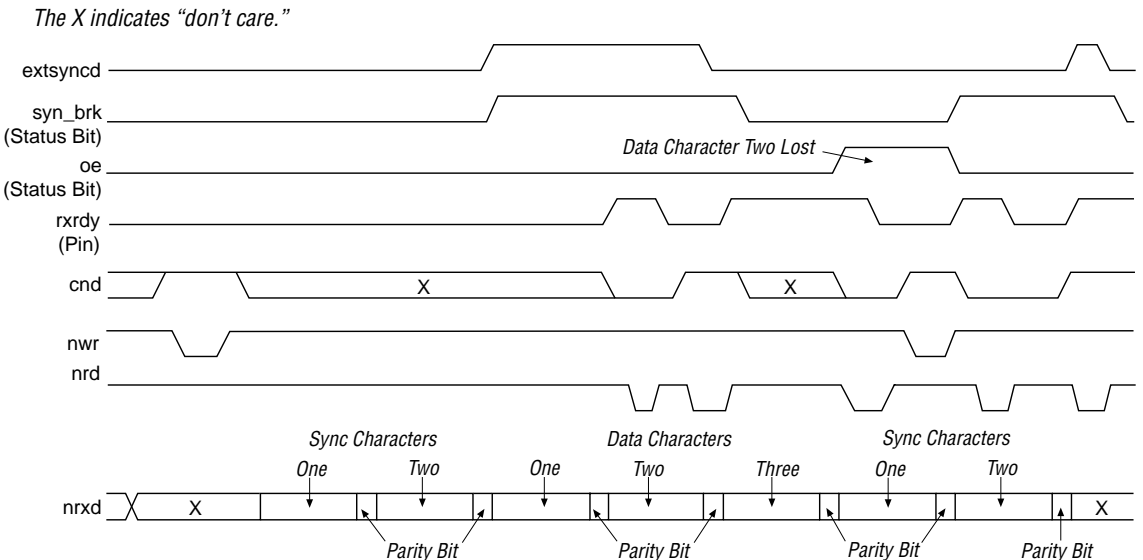 The X indicates “don’t care.”
extsyncd
syn_brk
(Status Bit)
Data Character Two Lost
oe
(Status Bit)
rxrdy
(Pin)
cnd
X
X
nwr
nrd
Sync Characters
Data Characters
Sync Characters
One
Two
One
Two
Three
One
Two
nrxd
X
X
Parity Bit
Parity Bit
Parity Bit
Parity Bit